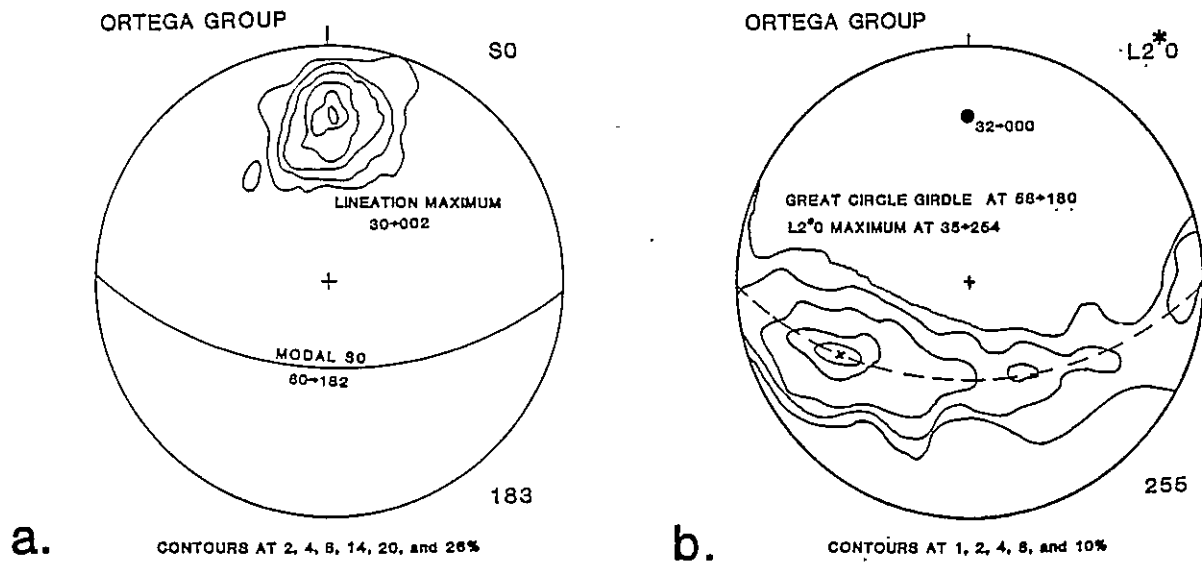 ORTEGA GROUP
S0
LINEATION MAXIMUM
30→002
MODAL S0
60→182
183
a.
CONTOURS AT 2, 4, 8, 14, 20, and 26%
ORTEGA GROUP
L2*0
32→000
GREAT CIRCLE GIRDLE AT 58→180
L2*0 MAXIMUM AT 35→254
255
b.
CONTOURS AT 1, 2, 4, 8, and 10%